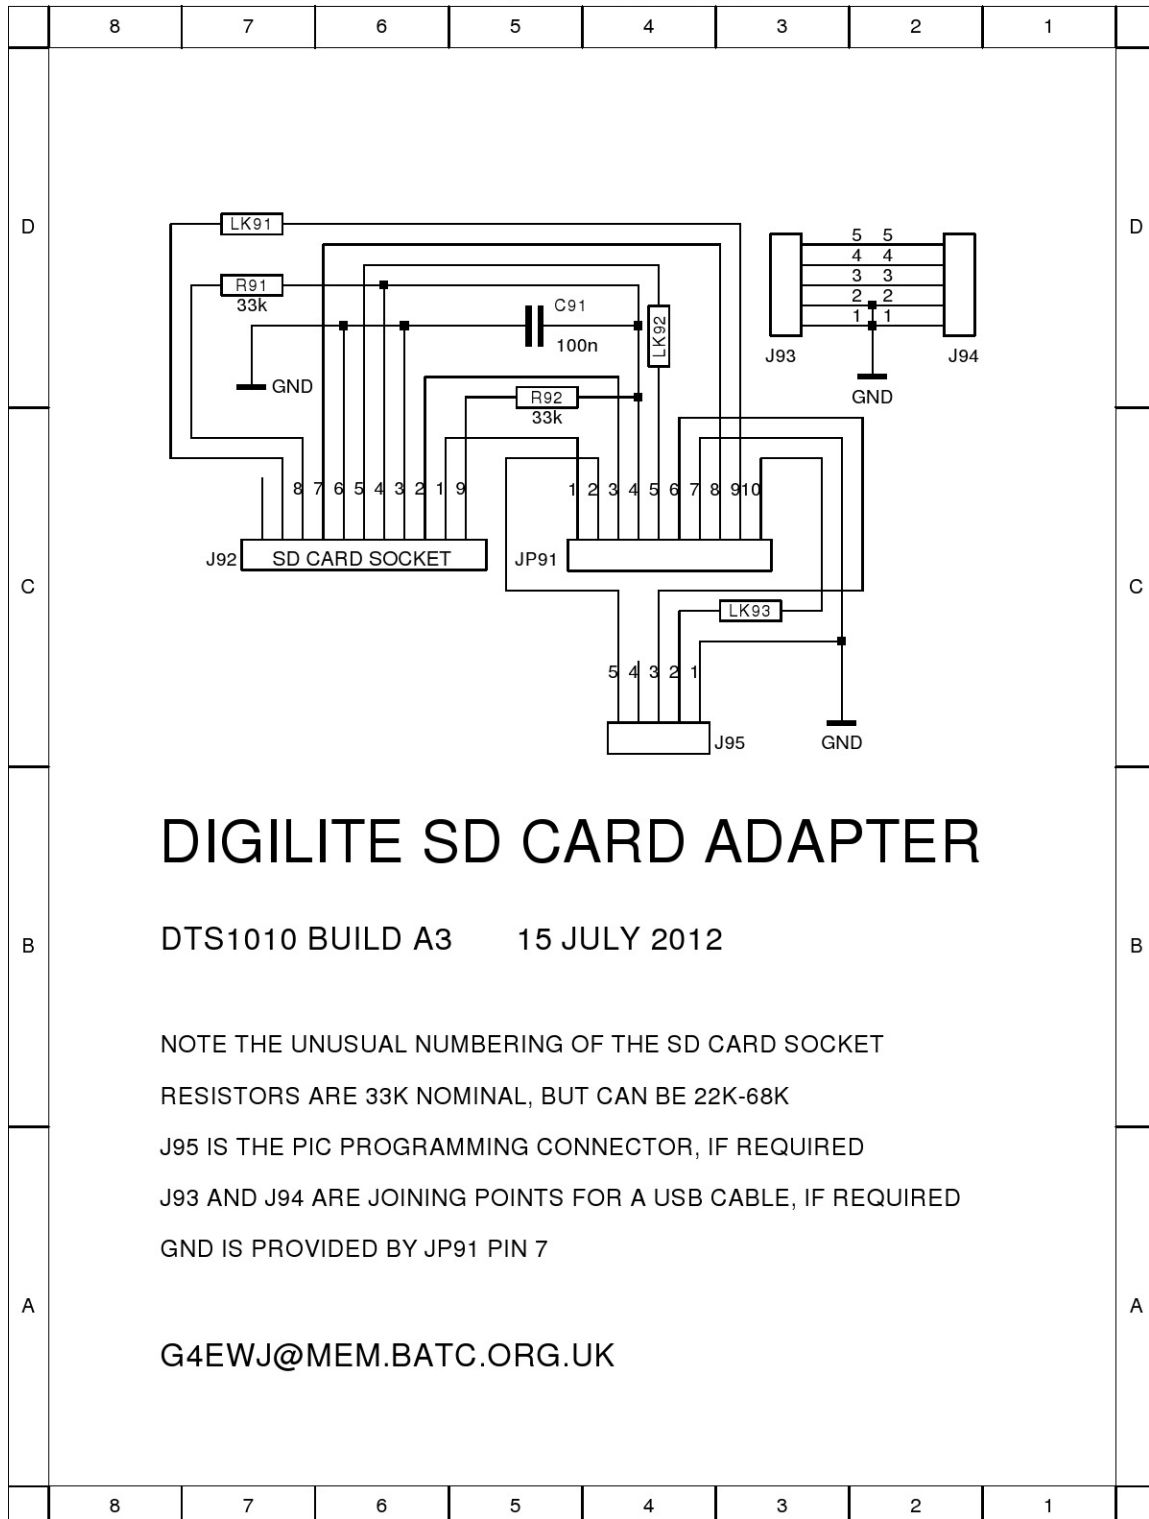 8 7 6 5 4 3 2 1
D D
LK91
R91
33k
C91
100n
LK92
GND
R92
33k
5 5
4 4
3 3
2 2
1 1
J93 J94
GND
8 7 6 5 4 3 2 1 9
1 2 3 4 5 6 7 8 9 10
J92 SD CARD SOCKET
JP91
C C
LK93
5 4 3 2 1
J95
GND
DIGILITE SD CARD ADAPTER
DTS1010 BUILD A3 15 JULY 2012
B B
NOTE THE UNUSUAL NUMBERING OF THE SD CARD SOCKET
RESISTORS ARE 33K NOMINAL, BUT CAN BE 22K-68K
J95 IS THE PIC PROGRAMMING CONNECTOR, IF REQUIRED
J93 AND J94 ARE JOINING POINTS FOR A USB CABLE, IF REQUIRED
GND IS PROVIDED BY JP91 PIN 7
A A
G4EWJ@MEM.BATC.ORG.UK
8 7 6 5 4 3 2 1